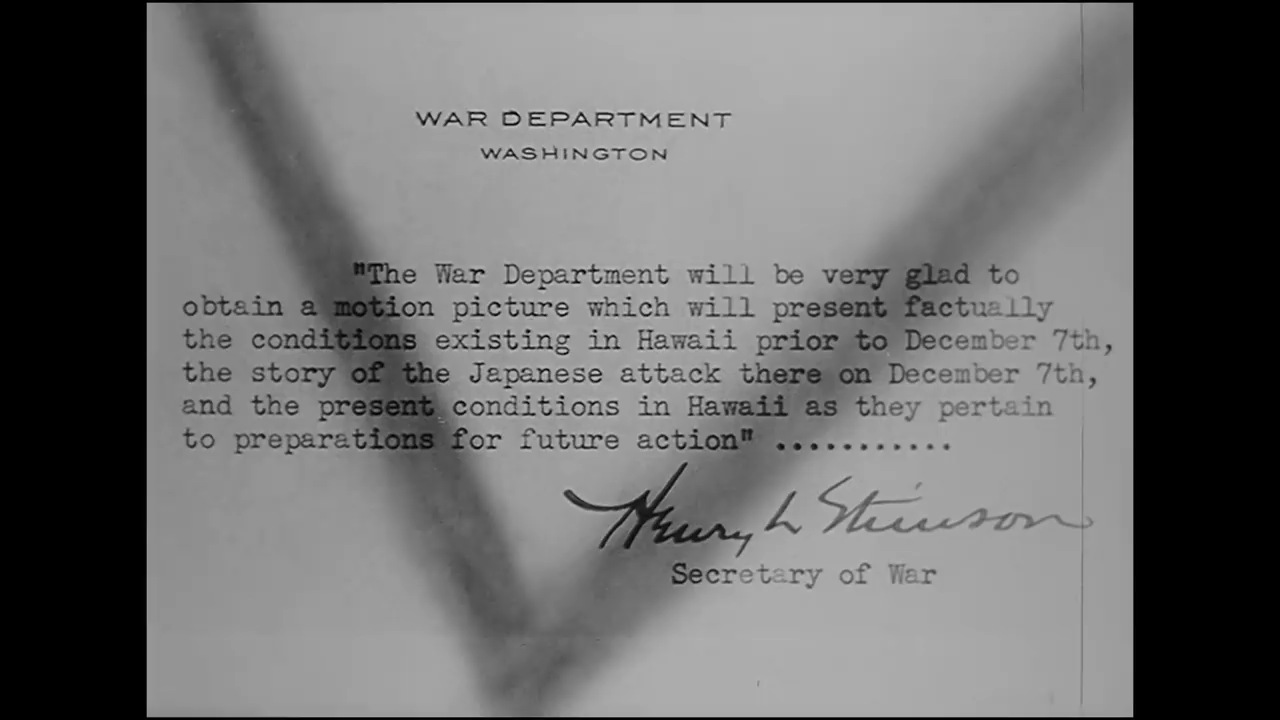 WAR DEPARTMENT
WASHINGTON
"The War Department will be very glad to
obtain a motion picture which will present factually
the conditions existing in Hawaii prior to December 7th,
the story of the Japanese attack there on December 7th,
and the present conditions in Hawaii as they pertain
to preparations for future action" ...........
Henry L Stimson
Secretary of War